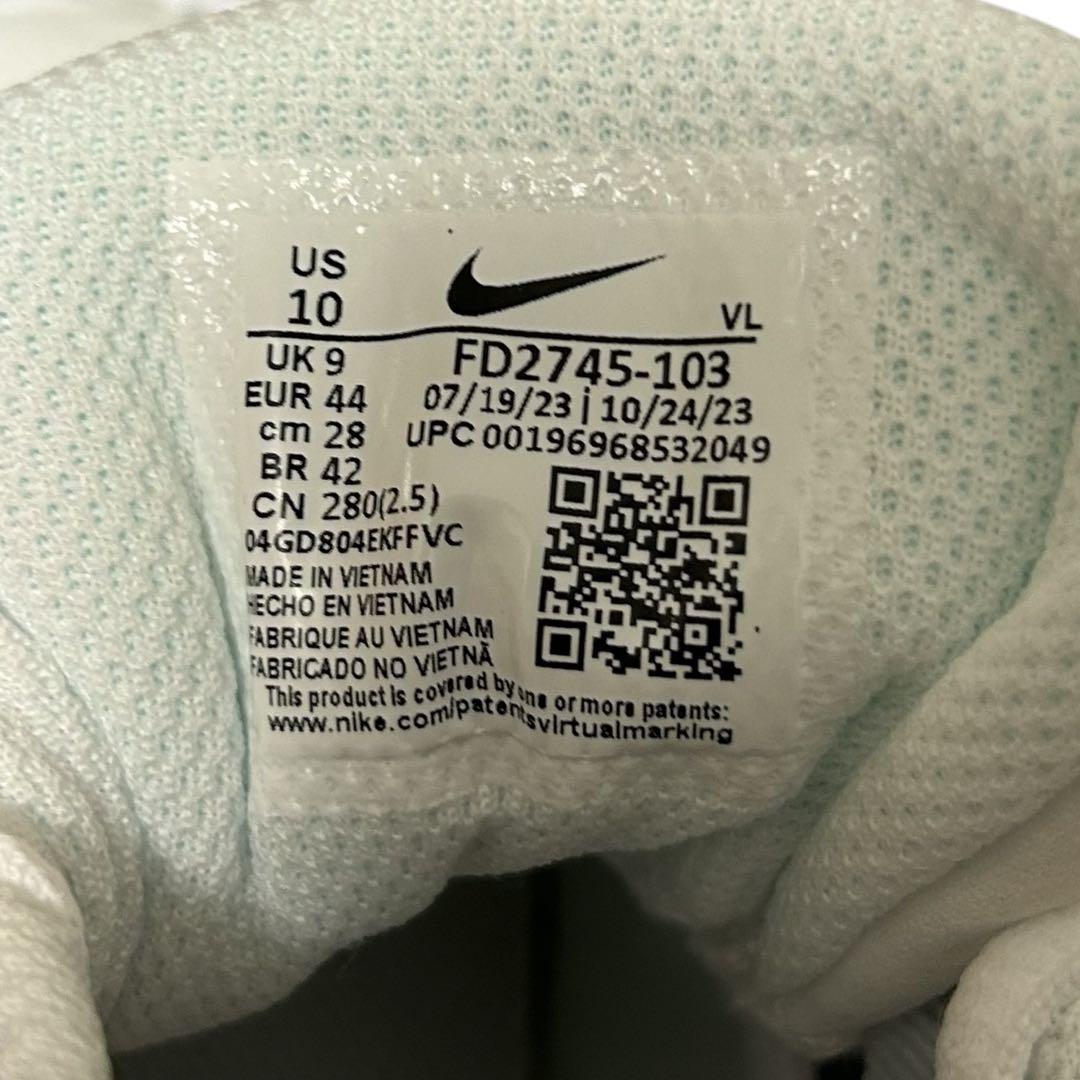 US
10
VL
UK 9
FD2745-103
EUR 44
07/19/23 | 10/24/23
cm 28
UPC 00196968532049
BR 42
CN 280(2.5)
04GD804EKFFVC
MADE IN VIETNAM
HECHO EN VIETNAM
FABRIQUE AU VIETNAM
FABRICADO NO VIETNÃ
This product is covered by one or more patents:
www.nike.com/patentsvirtualmarking